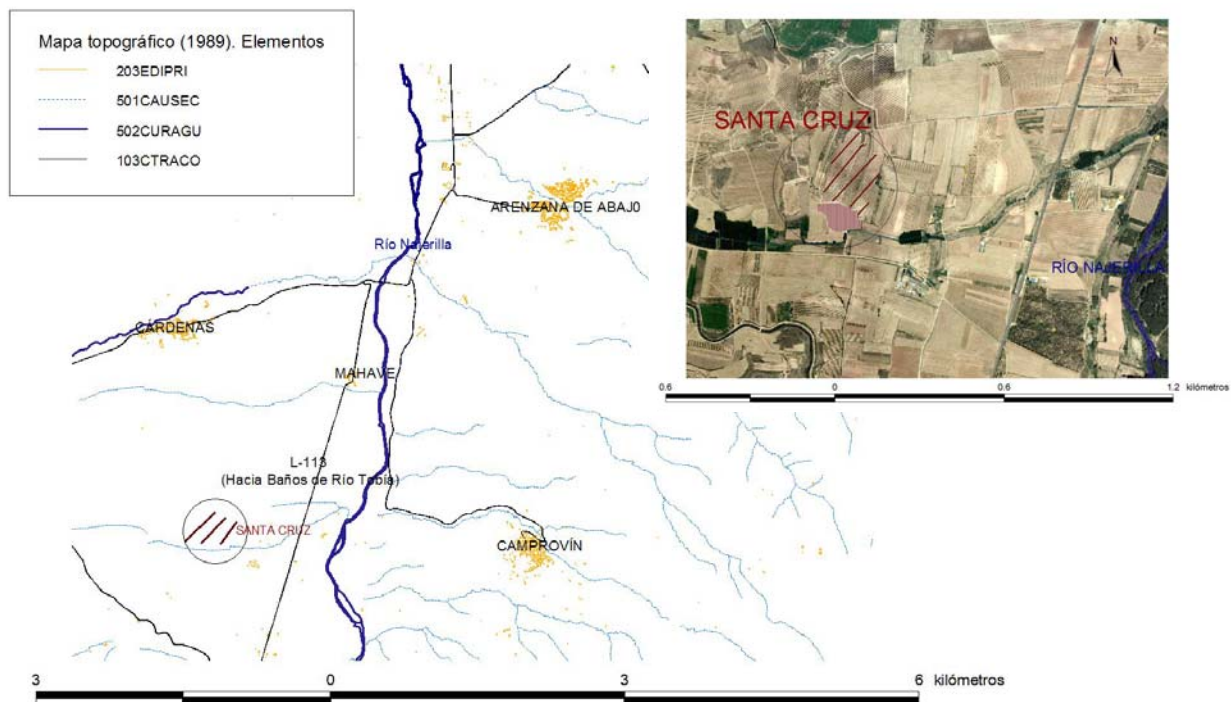 Mapa topográfico (1989). Elementos
203EDIPRI
501CAUSEC
502CURAGU
103CTRACO
ARENZANA DE ABAJ0
Río Najerilla
CÁRDENAS
MAHAVE
L-113
(Hacia Baños de Río Tobía)
SANTA CRUZ
CAMPROVÍN
3 0 3 6 kilómetros
N
SANTA CRUZ
RÍO NAJERILLA
0.6 0 0.6 1.2 kilómetros